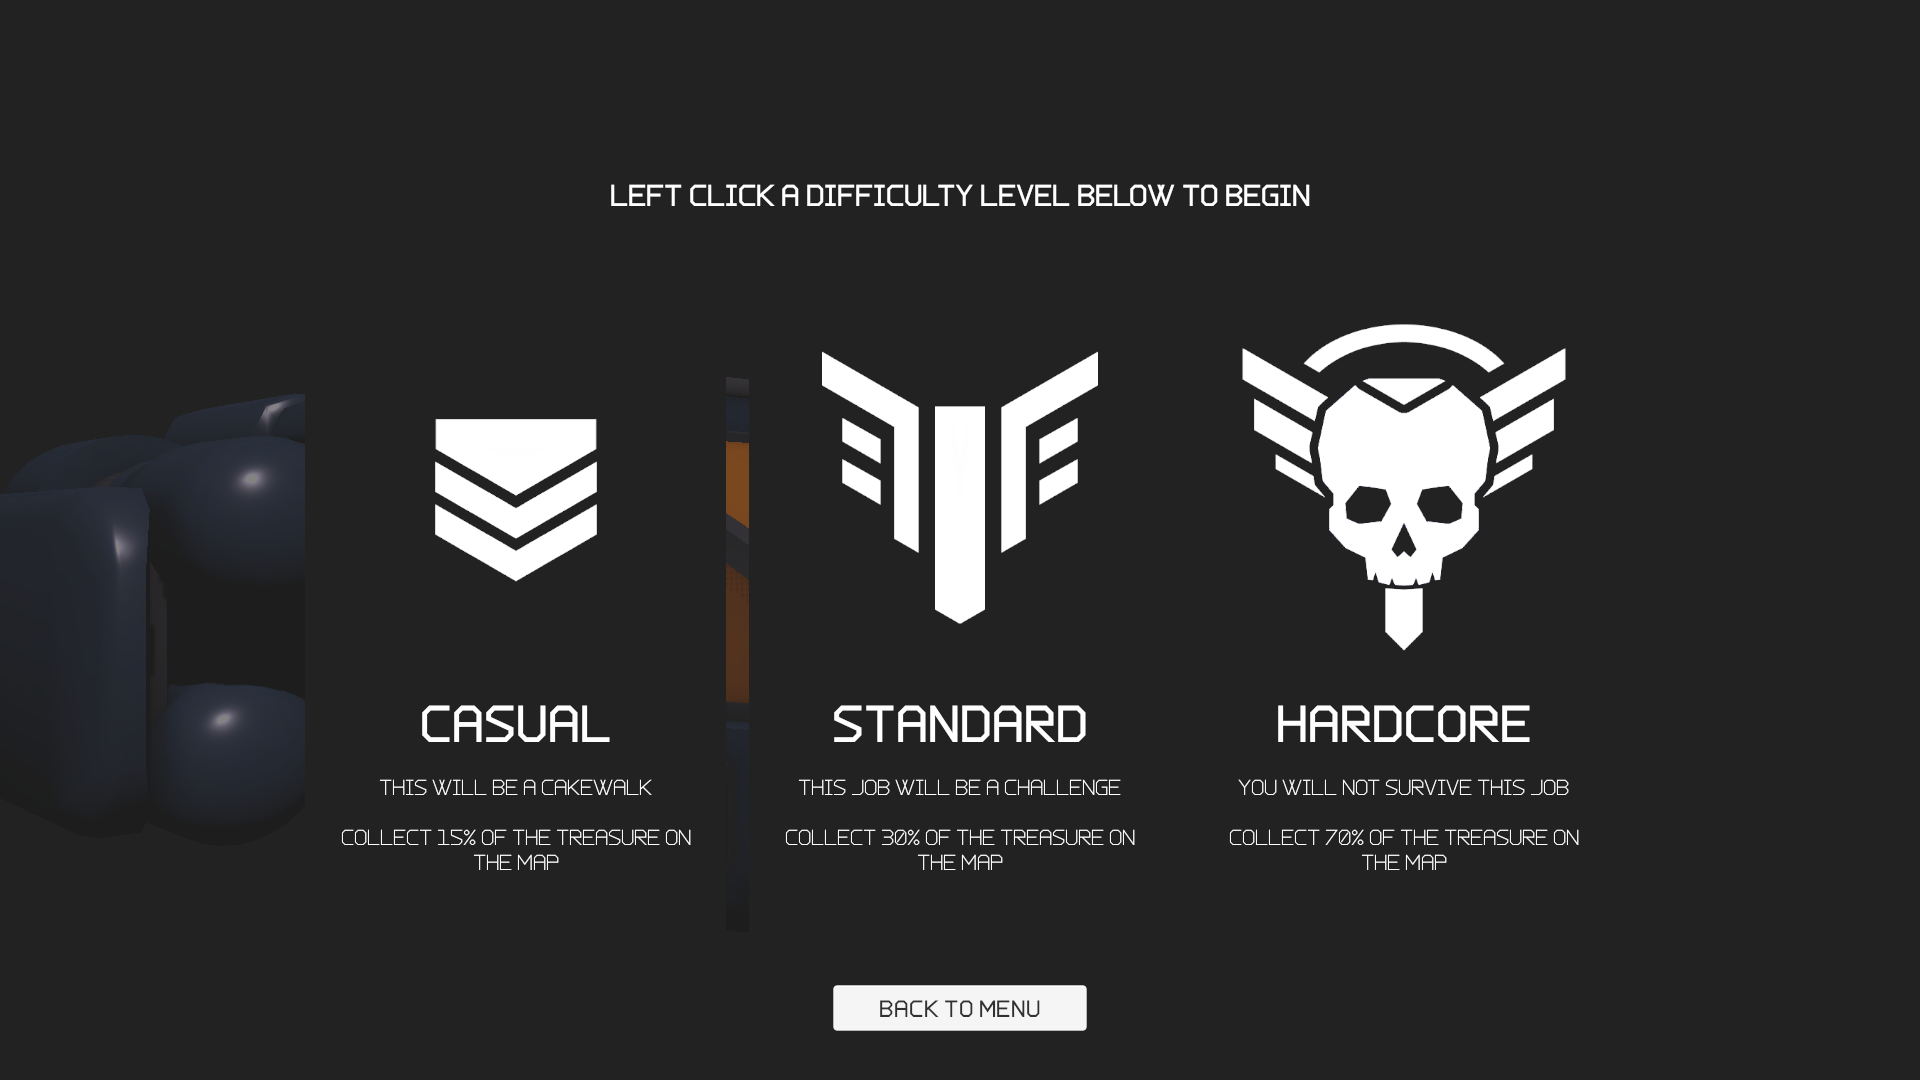 LEFT CLICK A DIFFICULTY LEVEL BELOW TO BEGIN
CASUAL
THIS WILL BE A CAKEWALK
COLLECT 15% OF THE TREASURE ON
THE MAP
STANDARD
THIS JOB WILL BE A CHALLENGE
COLLECT 30% OF THE TREASURE ON
THE MAP
HARDCORE
YOU WILL NOT SURVIVE THIS JOB
COLLECT 70% OF THE TREASURE ON
THE MAP
BACK TO MENU